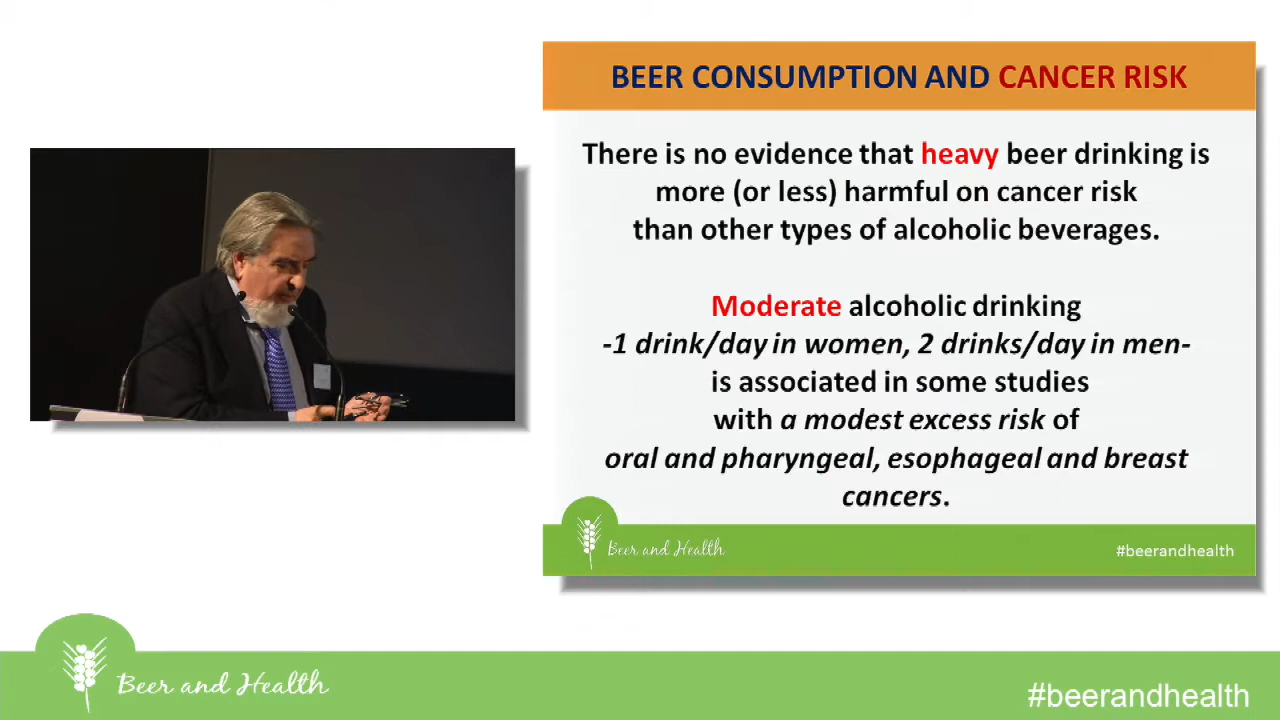 BEER CONSUMPTION AND CANCER RISK
There is no evidence that heavy beer drinking is
more (or less) harmful on cancer risk
than other types of alcoholic beverages.
Moderate alcoholic drinking
-1 drink/day in women, 2 drinks/day in men-
is associated in some studies
with a modest excess risk of
oral and pharyngeal, esophageal and breast
cancers.
Beer and Health
#beerandhealth
Beer and Health
#beerandhealth